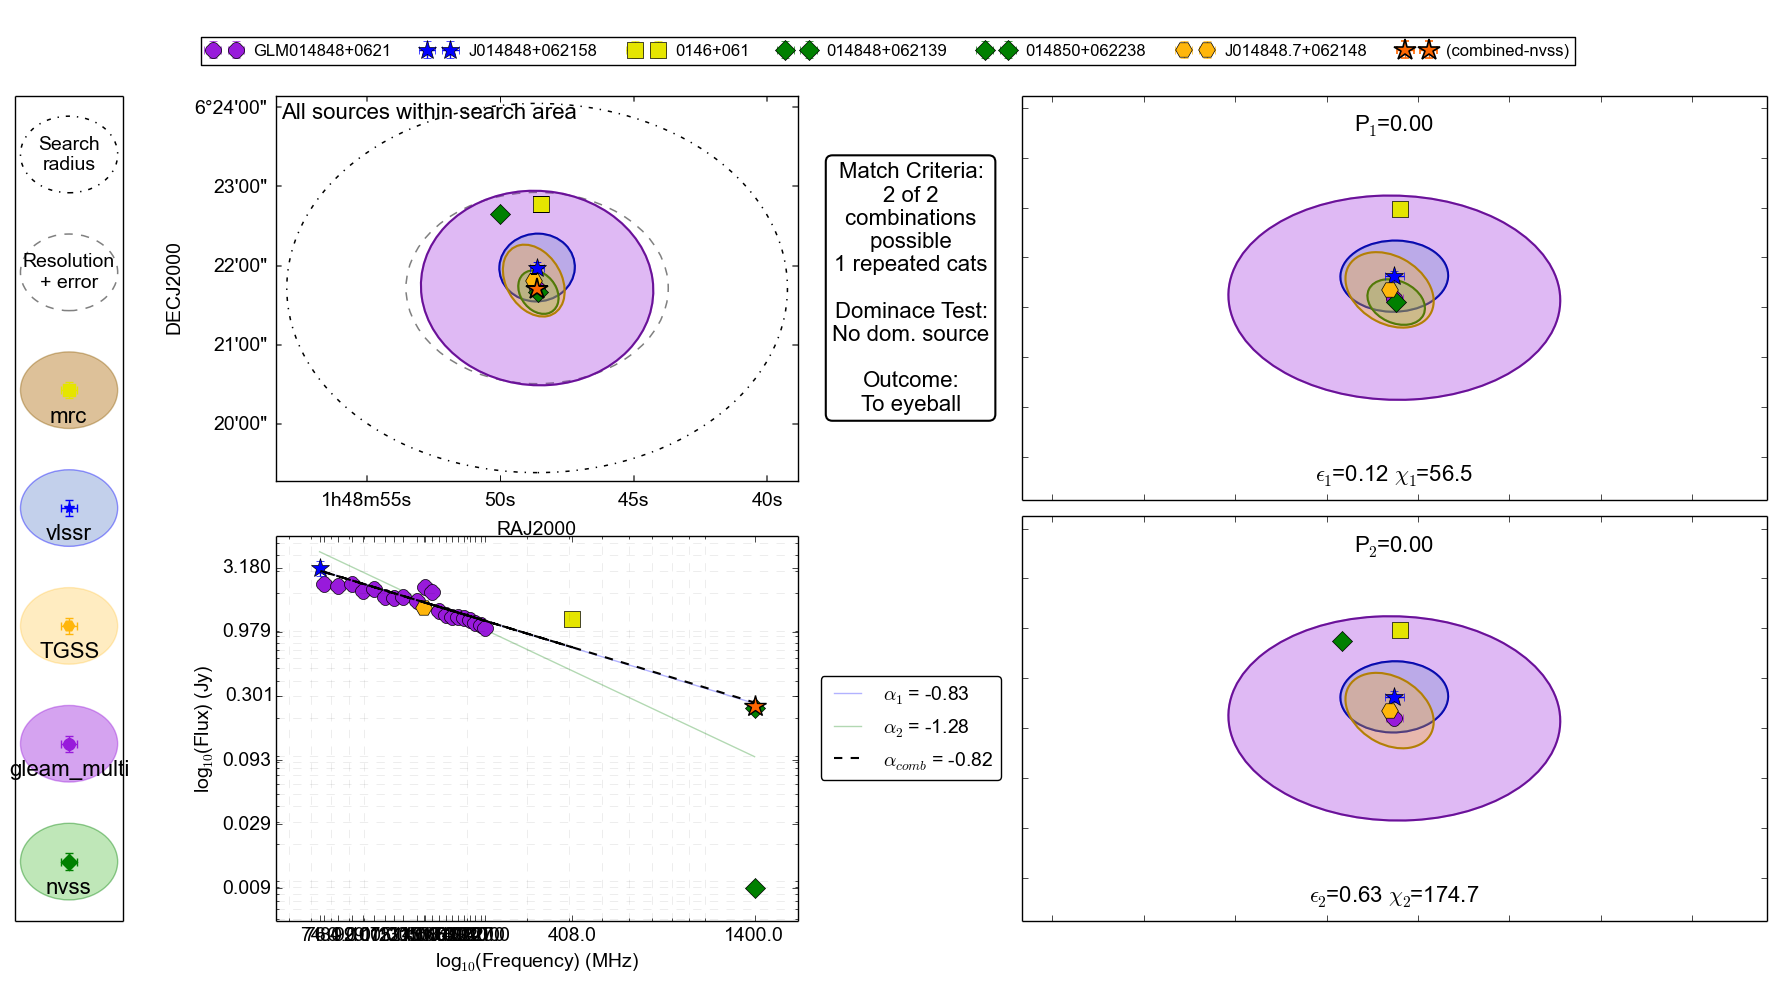 GLM014848+0621 J014848+062158 0146+061 014848+062139 014850+062238 J014848.7+062148 (combined-nvss)
Search
radius
Resolution
+ error
mrc
vlssr
TGSS
gleam_multi
nvss
All sources within search area
6°24'00"
23'00"
22'00"
21'00"
20'00"
DECJ2000
1h48m55s 50s 45s 40s
RAJ2000
Match Criteria:
2 of 2
combinations
possible
1 repeated cats
Dominace Test:
No dom. source
Outcome:
To eyeball
P1=0.00
ϵ1=0.12 χ1=56.5
3.180
0.979
0.301
0.093
0.029
0.009
log10(Flux) (Jy)
408.0 1400.0
log10(Frequency) (MHz)
α1 = -0.83
α2 = -1.28
αcomb = -0.82
P2=0.00
ϵ2=0.63 χ2=174.7